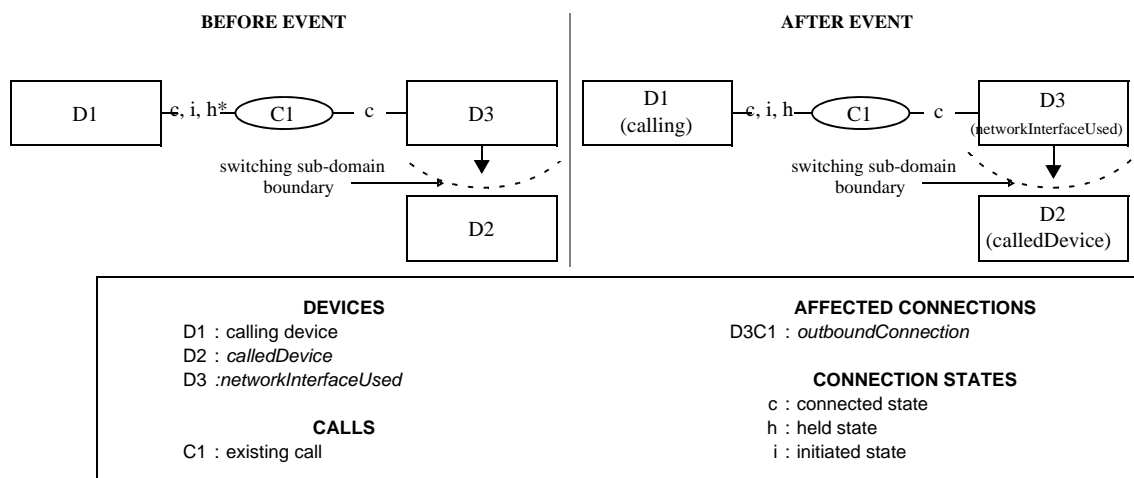 BEFORE EVENT
AFTER EVENT
D1
c, i, h*
C1
c
D3
switching sub-domain
boundary
D2
D1
(calling)
c, i, h
C1
c
D3
(networkInterfaceUsed)
switching sub-domain
boundary
D2
(calledDevice)
DEVICES
D1 : calling device
D2 : calledDevice
D3 :networkInterfaceUsed
CALLS
C1 : existing call
AFFECTED CONNECTIONS
D3C1 : outboundConnection
CONNECTION STATES
c : connected state
h : held state
i : initiated state